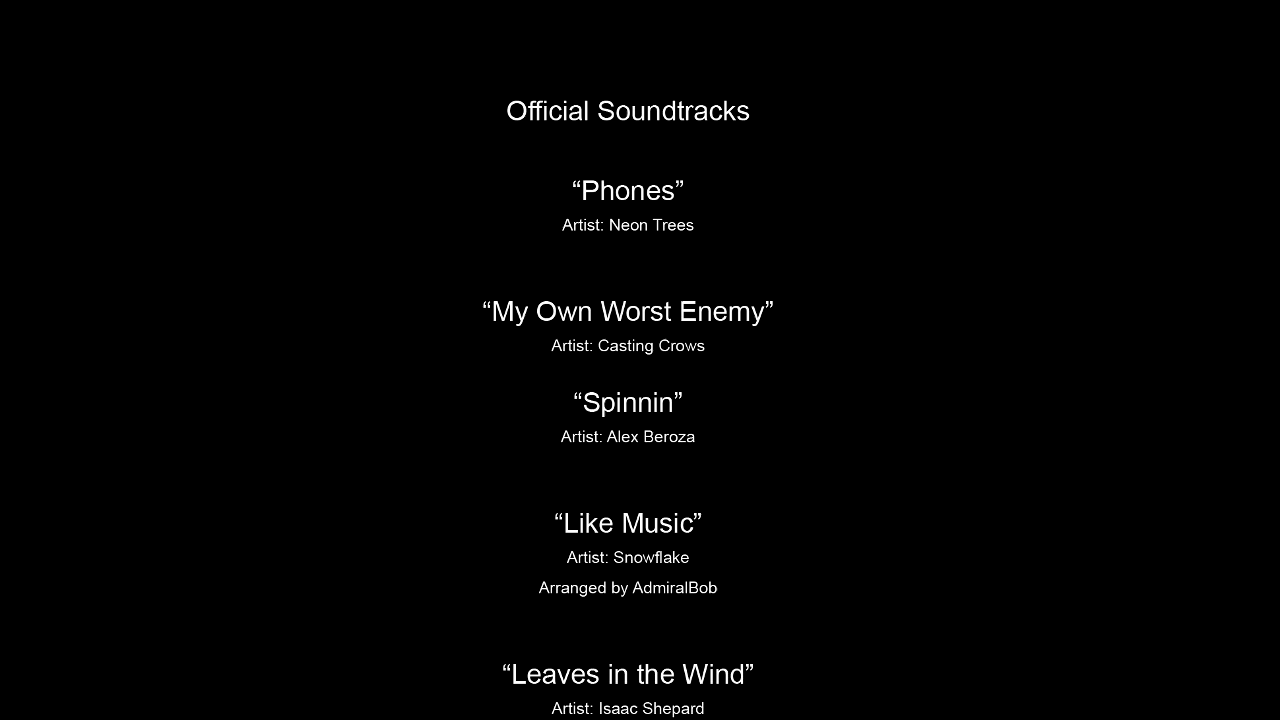 Official Soundtracks
“Phones”
Artist: Neon Trees
“My Own Worst Enemy”
Artist: Casting Crows
“Spinnin”
Artist: Alex Beroza
“Like Music”
Artist: Snowflake
Arranged by AdmiralBob
“Leaves in the Wind”
Artist: Isaac Shepard